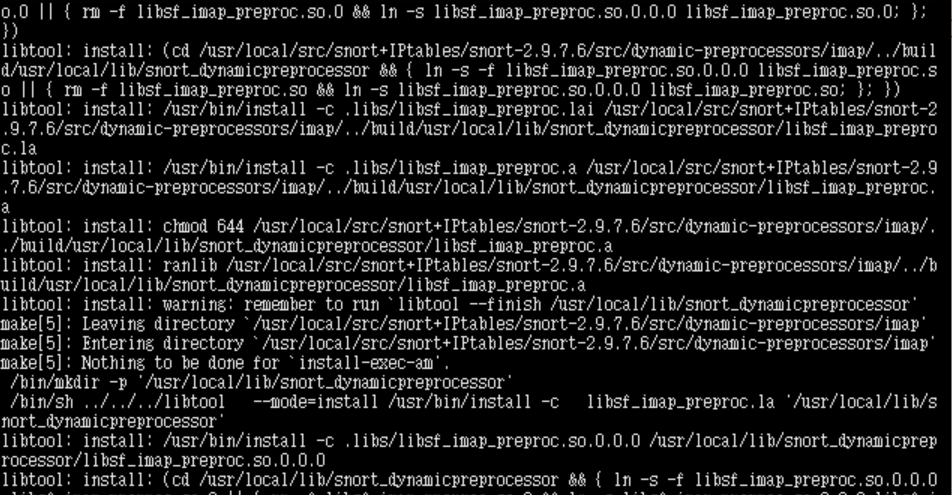 o.0 || { rm -f libsf_imap_preproc.so.0 && ln -s libsf_imap_preproc.so.0.0.0 libsf_imap_preproc.so.0; };
})
libtool: install: (cd /usr/local/src/snort+IPtables/snort-2.9.7.6/src/dynamic-preprocessors/imap/../buil
d/usr/local/lib/snort_dynamicpreprocessor && { ln -s -f libsf_imap_preproc.so.0.0.0 libsf_imap_preproc.s
o || { rm -f libsf_imap_preproc.so && ln -s libsf_imap_preproc.so.0.0.0 libsf_imap_preproc.so; }; })
libtool: install: /usr/bin/install -c .libs/libsf_imap_preproc.lai /usr/local/src/snort+IPtables/snort-2
.9.7.6/src/dynamic-preprocessors/imap/../build/usr/local/lib/snort_dynamicpreprocessor/libsf_imap_prepro
c.la
libtool: install: /usr/bin/install -c .libs/libsf_imap_preproc.a /usr/local/src/snort+IPtables/snort-2.9
.7.6/src/dynamic-preprocessors/imap/../build/usr/local/lib/snort_dynamicpreprocessor/libsf_imap_preproc.
a
libtool: install: chmod 644 /usr/local/src/snort+IPtables/snort-2.9.7.6/src/dynamic-preprocessors/imap/.
./build/usr/local/lib/snort_dynamicpreprocessor/libsf_imap_preproc.a
libtool: install: ranlib /usr/local/src/snort+IPtables/snort-2.9.7.6/src/dynamic-preprocessors/imap/../b
uild/usr/local/lib/snort_dynamicpreprocessor/libsf_imap_preproc.a
libtool: install: warning: remember to run `libtool --finish /usr/local/lib/snort_dynamicpreprocessor'
make[5]: Leaving directory `/usr/local/src/snort+IPtables/snort-2.9.7.6/src/dynamic-preprocessors/imap'
make[5]: Entering directory `/usr/local/src/snort+IPtables/snort-2.9.7.6/src/dynamic-preprocessors/imap'
make[5]: Nothing to be done for `install-exec-am'.
/bin/mkdir -p '/usr/local/lib/snort_dynamicpreprocessor'
/bin/sh ../../../libtool   --mode=install /usr/bin/install -c   libsf_imap_preproc.la '/usr/local/lib/s
nort_dynamicpreprocessor'
libtool: install: /usr/bin/install -c .libs/libsf_imap_preproc.so.0.0.0 /usr/local/lib/snort_dynamicprep
rocessor/libsf_imap_preproc.so.0.0.0
libtool: install: (cd /usr/local/lib/snort_dynamicpreprocessor && { ln -s -f libsf_imap_preproc.so.0.0.0